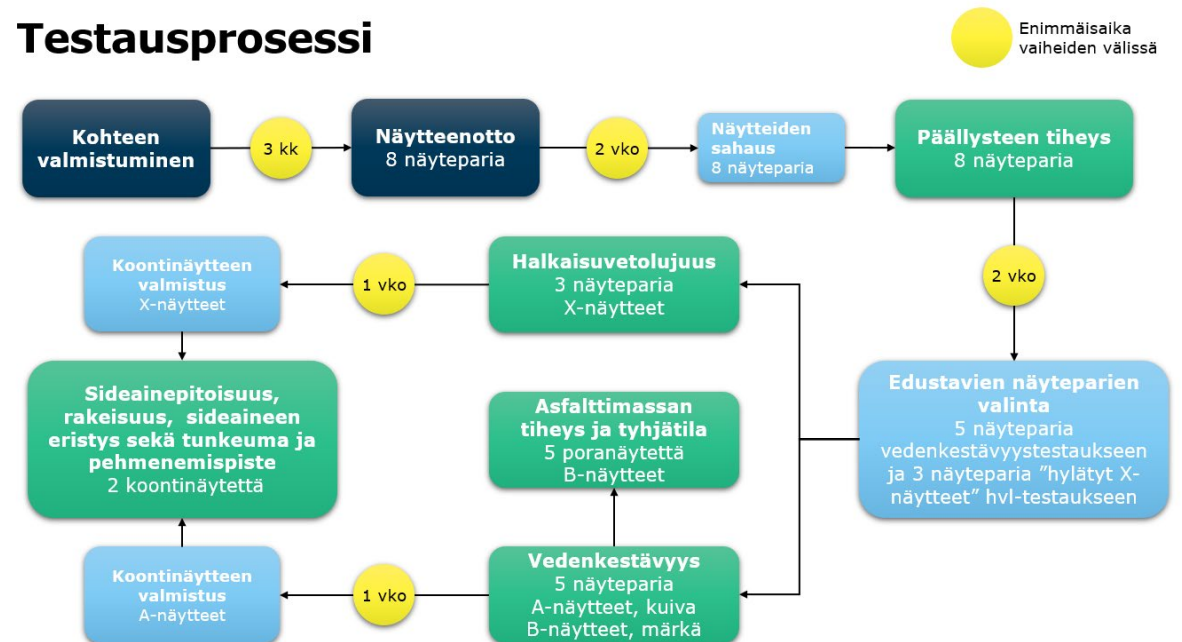 Testausprosessi
Enimmäisaika
vaiheiden välissä
Kohteen
valmistuminen
3 kk
Näytteenotto
8 näyteparia
2 vko
Näytteiden
sahaus
8 näyteparia
Päällysteen tiheys
8 näyteparia
2 vko
Edustavien näyteparien
valinta
5 näyteparia
vedenkestävyystestaukseen
ja 3 näyteparia ”hylätyt X-
näytteet” hvl-testaukseen
Halkaisuvetolujuus
3 näyteparia
X-näytteet
1 vko
Koontinäytteen
valmistus
X-näytteet
Sideainepitoisuus,
rakeisuus,  sideaineen
eristys sekä tunkeuma ja
pehmenemispiste
2 koontinäytettä
Asfalttimassan
tiheys ja tyhjätila
5 poranäytettä
B-näytteet
Vedenkestävyys
5 näyteparia
A-näytteet, kuiva
B-näytteet, märkä
1 vko
Koontinäytteen
valmistus
A-näytteet